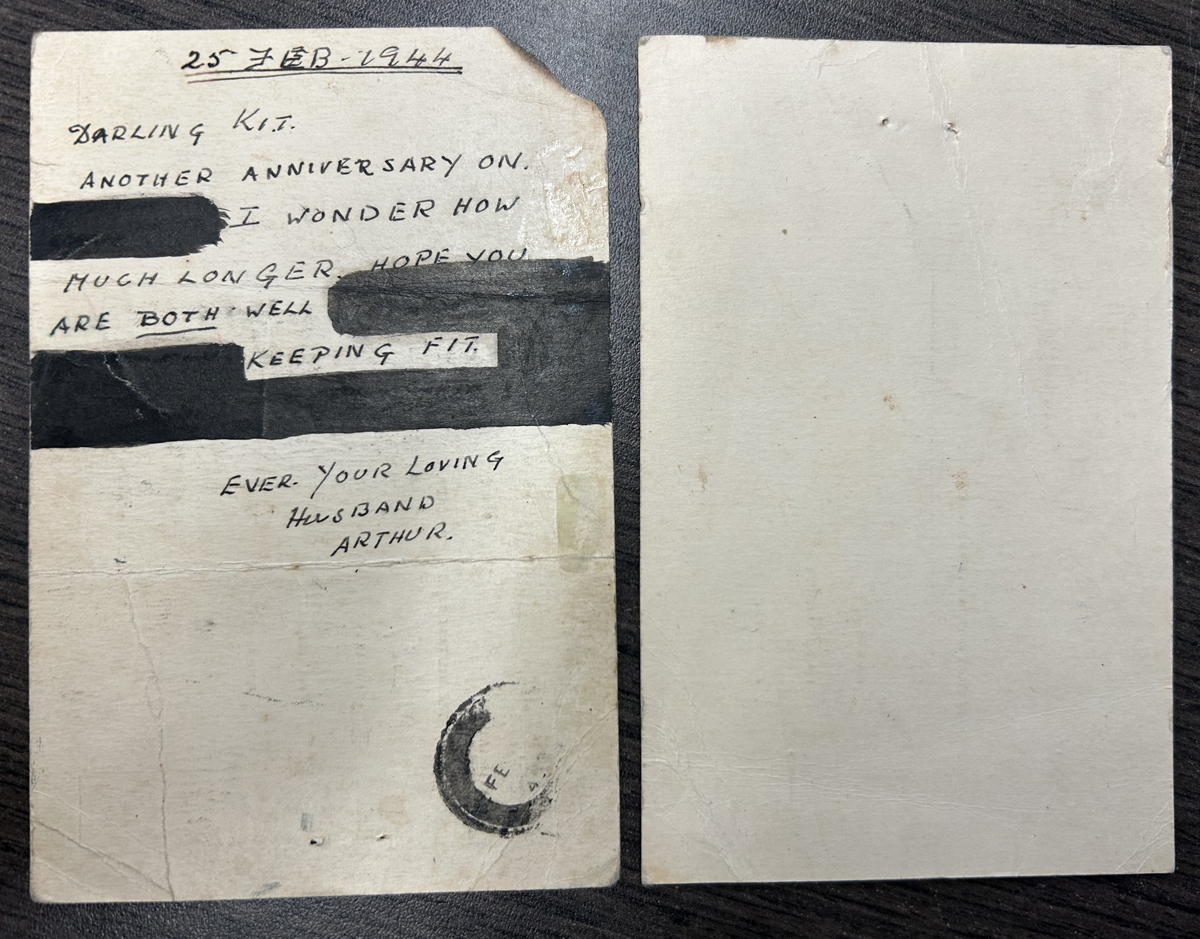 25 FEB-1944
DARLING KIT.
ANOTHER ANNIVERSARY ON.
I WONDER HOW
MUCH LONGER. HOPE YOU
ARE BOTH WELL
KEEPING FIT.
EVER. YOUR LOVING
HUSBAND
ARTHUR.
FE